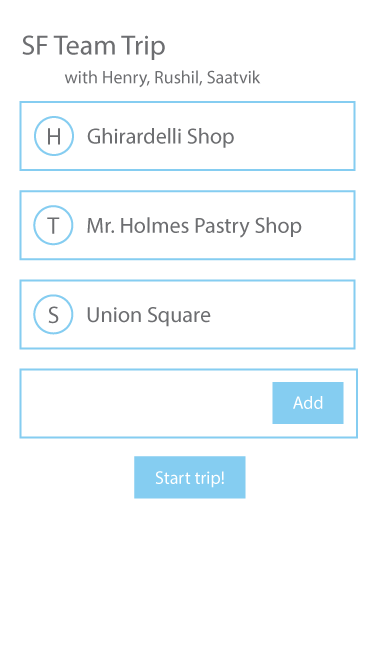 SF Team Trip
with Henry, Rushil, Saatvik
H Ghirardelli Shop
T Mr. Holmes Pastry Shop
S Union Square
Add
Start trip!